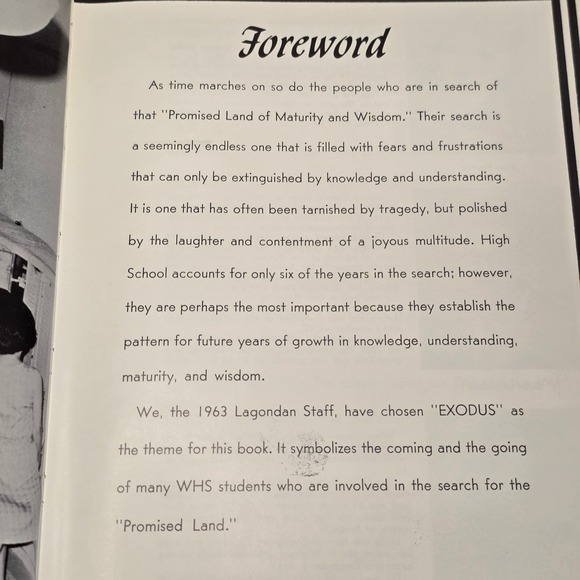 Foreword
As time marches on so do the people who are in search of
that "Promised Land of Maturity and Wisdom." Their search is
a seemingly endless one that is filled with fears and frustrations
that can only be extinguished by knowledge and understanding.
It is one that has often been tarnished by tragedy, but polished
by the laughter and contentment of a joyous multitude. High
School accounts for only six of the years in the search; however,
they are perhaps the most important because they establish the
pattern for future years of growth in knowledge, understanding,
maturity, and wisdom.
We, the 1963 Lagondan Staff, have chosen "EXODUS" as
the theme for this book. It symbolizes the coming and the going
of many WHS students who are involved in the search for the
"Promised Land."